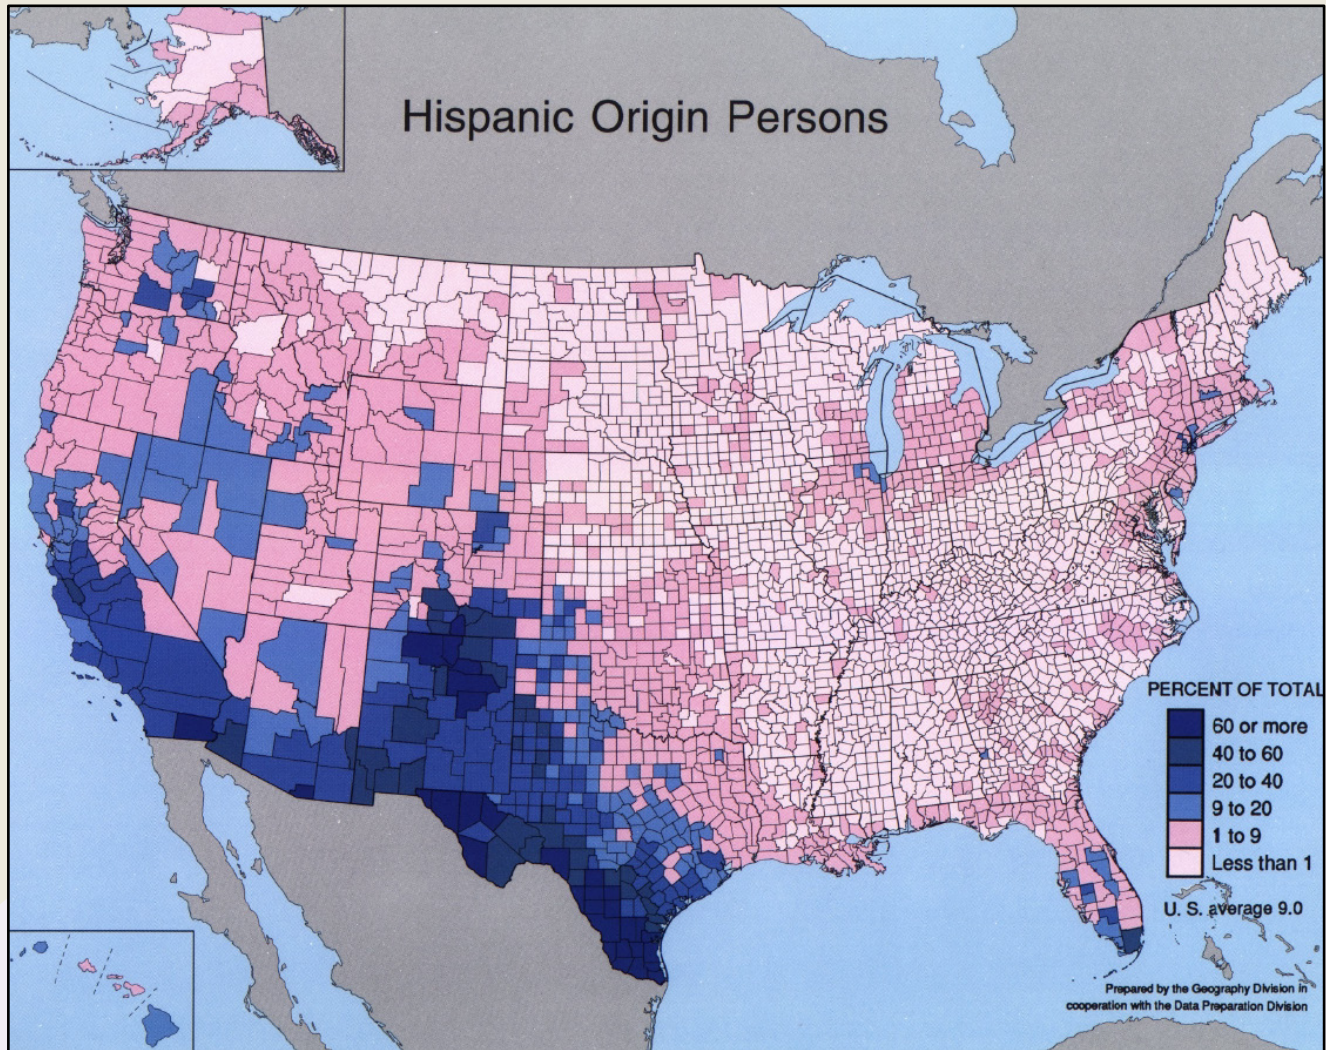 Hispanic Origin Persons
PERCENT OF TOTAL
60 or more
40 to 60
20 to 40
9 to 20
1 to 9
Less than 1
U. S. average 9.0
Prepared by the Geography Division in
cooperation with the Data Preparation Division